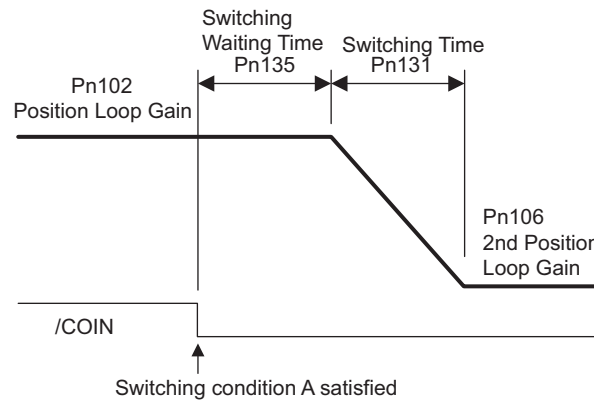 Switching
Waiting Time
Pn135
Switching Time
Pn131
Pn102
Position Loop Gain
Pn106
2nd Position
Loop Gain
/COIN
Switching condition A satisfied